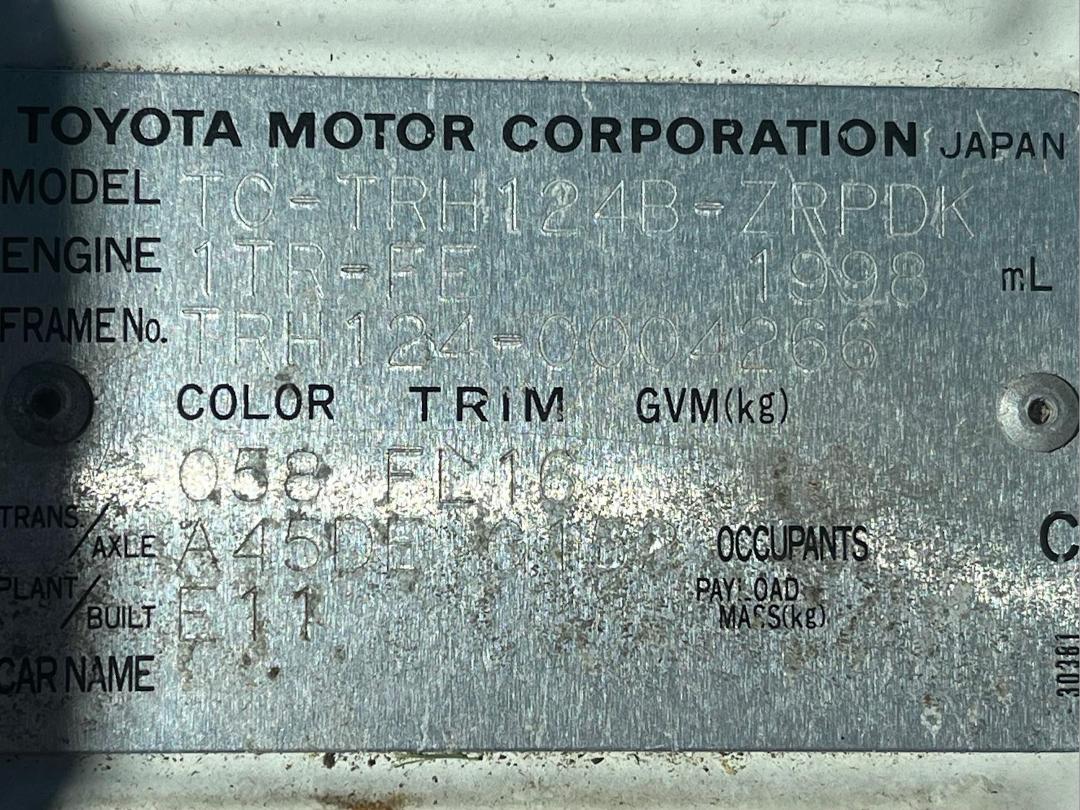 TOYOTA MOTOR CORPORATION JAPAN
MODEL TC-TRH124B-ZRPDK
ENGINE 1TR-FE 1998 mL
FRAME No. TRH124-0004266
COLOR TRIM GVM(kg)
058 FL16
TRANS/AXLE A45DE OCCUPANTS C
PLANT/BUILT E11 PAYLOAD MASS(kg)
CAR NAME
30381